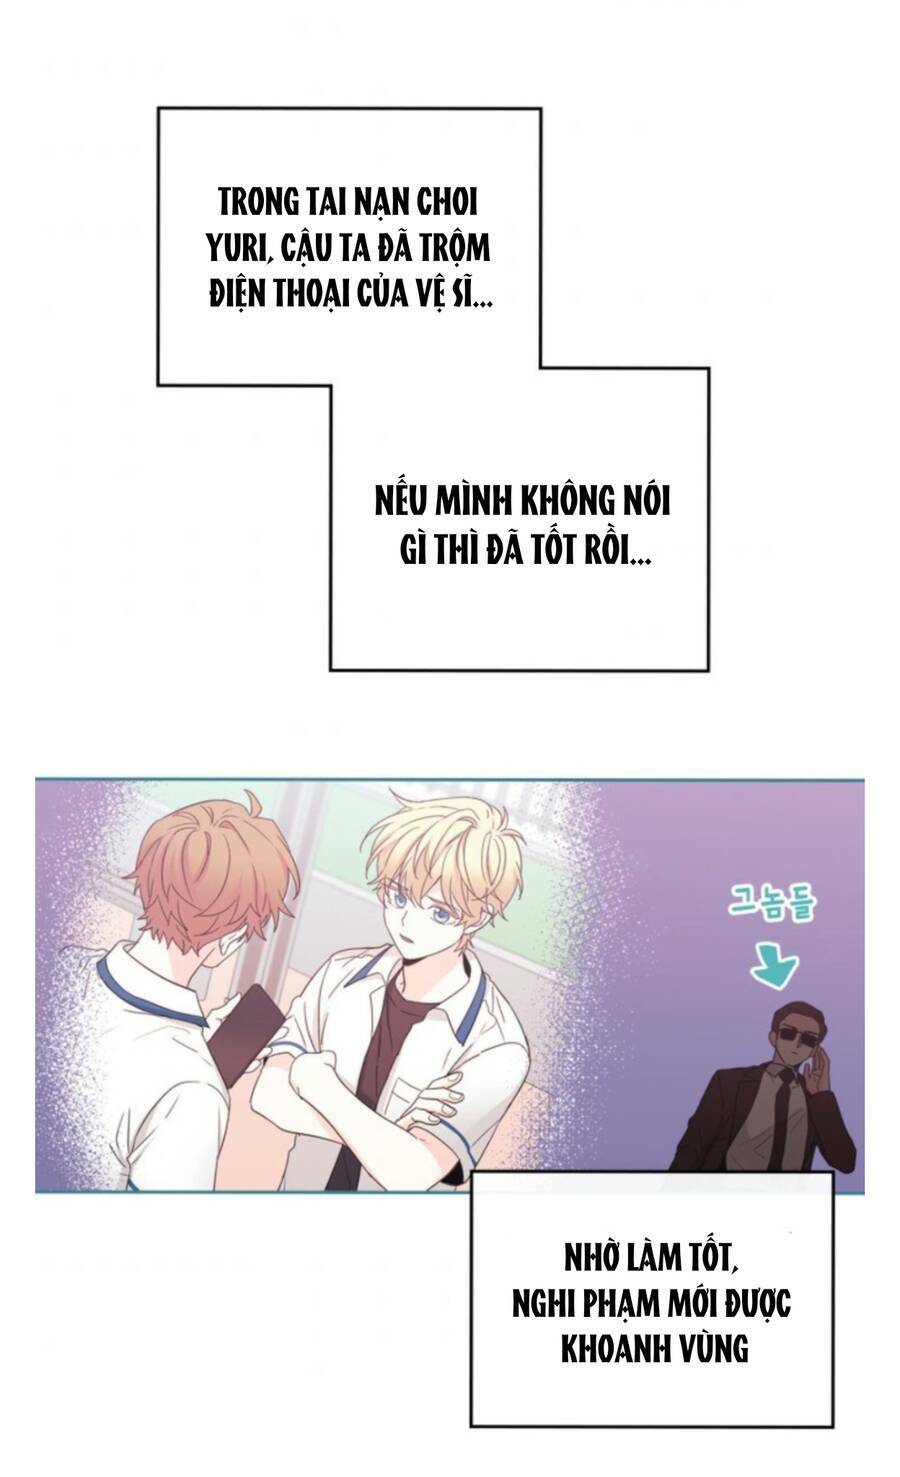 TRONG TAI NẠN CHOI
YURI, CẬU TA ĐÃ TRỘM
ĐIỆN THOẠI CỦA VỆ SĨ...
NẾU MÌNH KHÔNG NÓI
GÌ THÌ ĐÃ TỐT RỒI...
그놈들
NHỜ LÀM TỐT,
NGHI PHẠM MỚI ĐƯỢC
KHOANH VÙNG